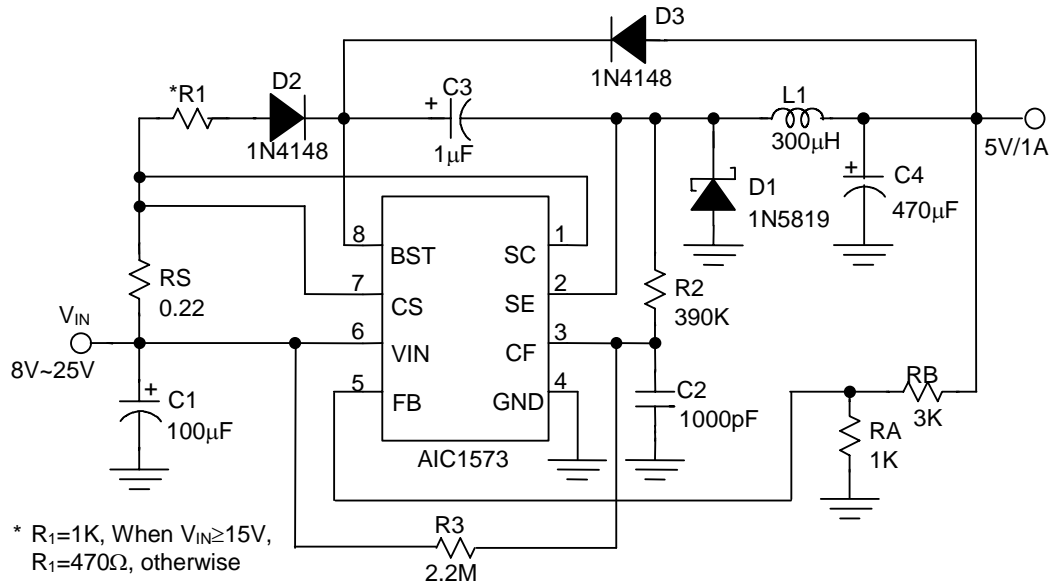 D3
1N4148
*R1
D2
1N4148
C3
+
1µF
L1
300µH
5V/1A
D1
1N5819
+
C4
470µF
8
BST
SC
1
RS
0.22
7
CS
SE
2
R2
390K
VIN
8V~25V
6
VIN
CF
3
5
FB
GND
4
+
C1
100µF
C2
1000pF
RB
3K
RA
1K
AIC1573
* R1=1K, When VIN≥15V,
R1=470Ω, otherwise
R3
2.2M